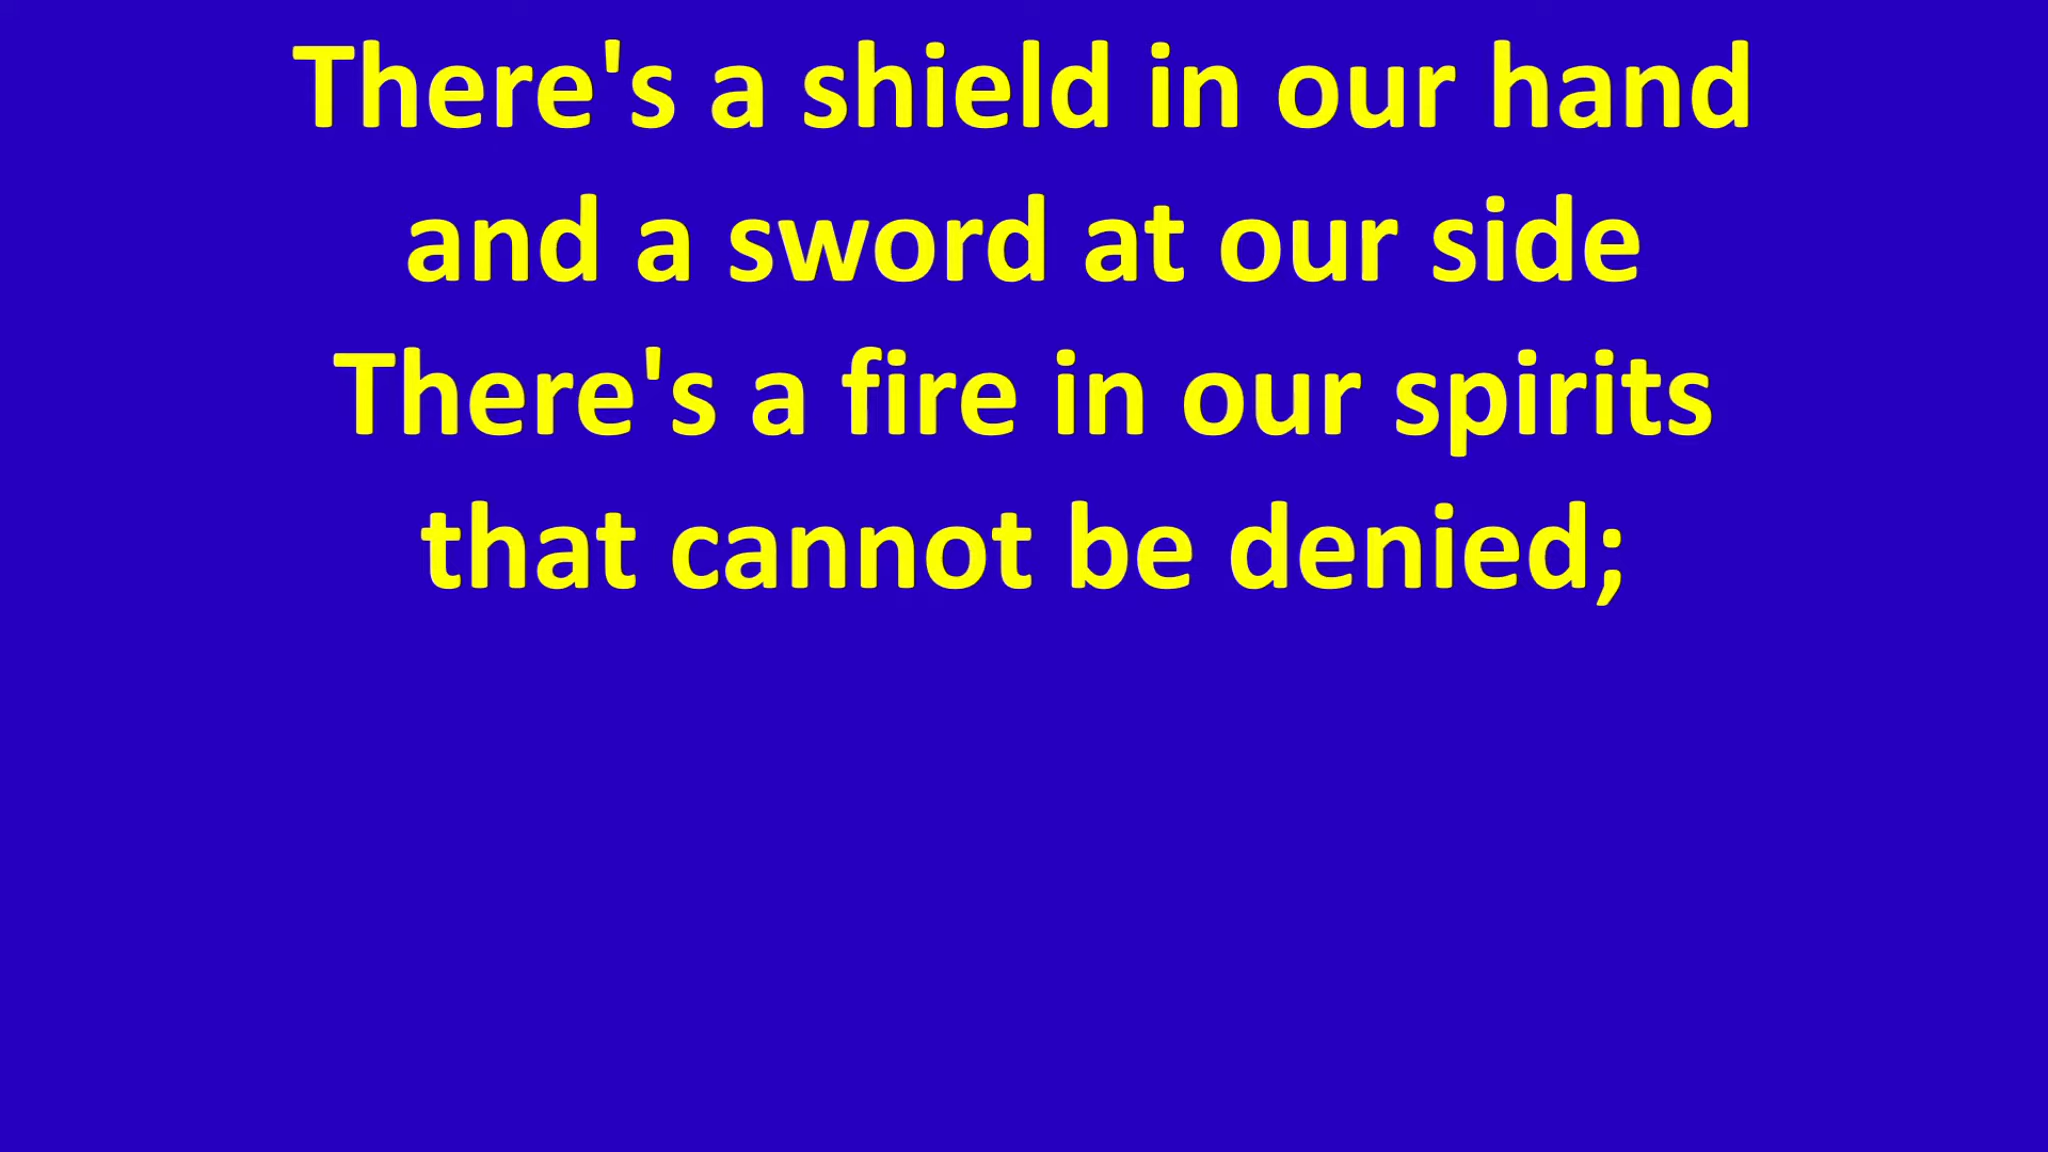 There's a shield in our hand
and a sword at our side
There's a fire in our spirits
that cannot be denied;